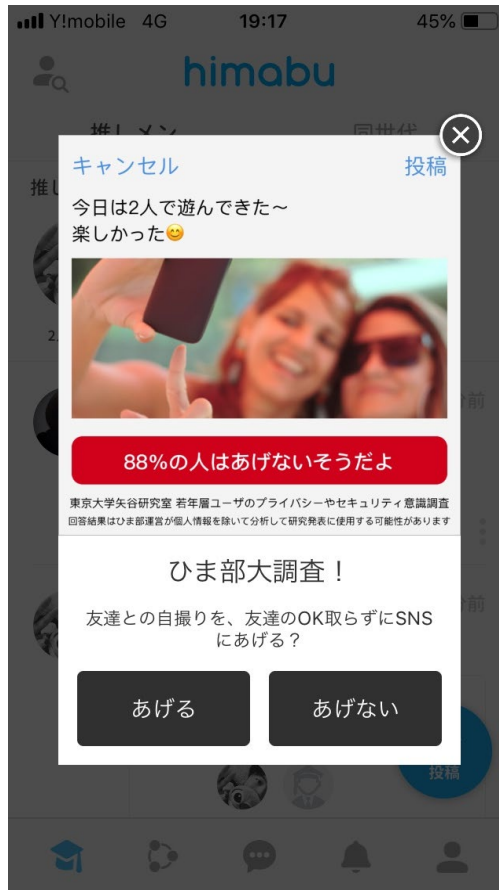 Y!mobile 4G 19:17 45%
himabu
推しメン 同世代
キャンセル 投稿
今日は2人で遊んできた〜
楽しかった😊
88%の人はあげないそうだよ
東京大学矢谷研究室 若年層ユーザのプライバシーやセキュリティ意識調査
回答結果はひま部運営が個人情報を除いて分析して研究発表に使用する可能性があります
ひま部大調査！
友達との自撮りを、友達のOK取らずにSNS
にあげる？
あげる あげない
投稿